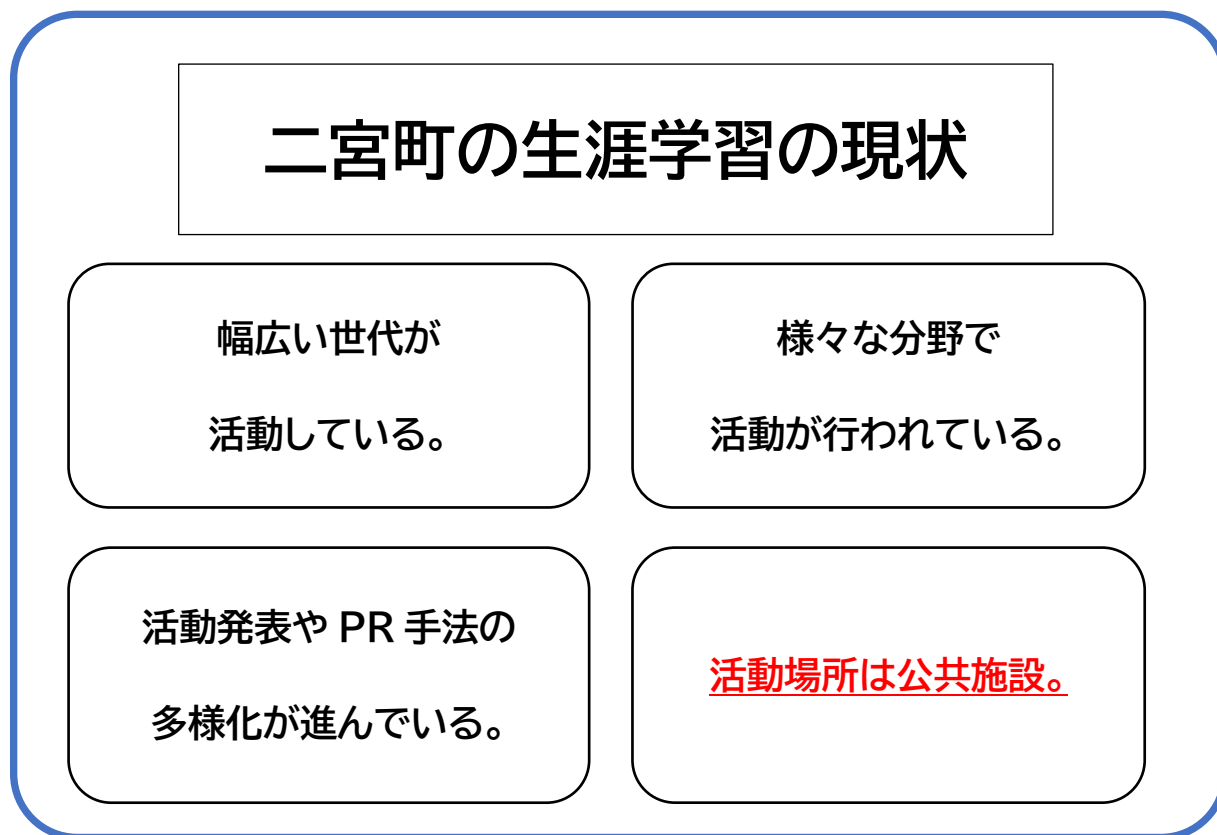 二宮町の生涯学習の現状
幅広い世代が
活動している。
様々な分野で
活動が行われている。
活動発表や PR 手法の
多様化が進んでいる。
活動場所は公共施設。